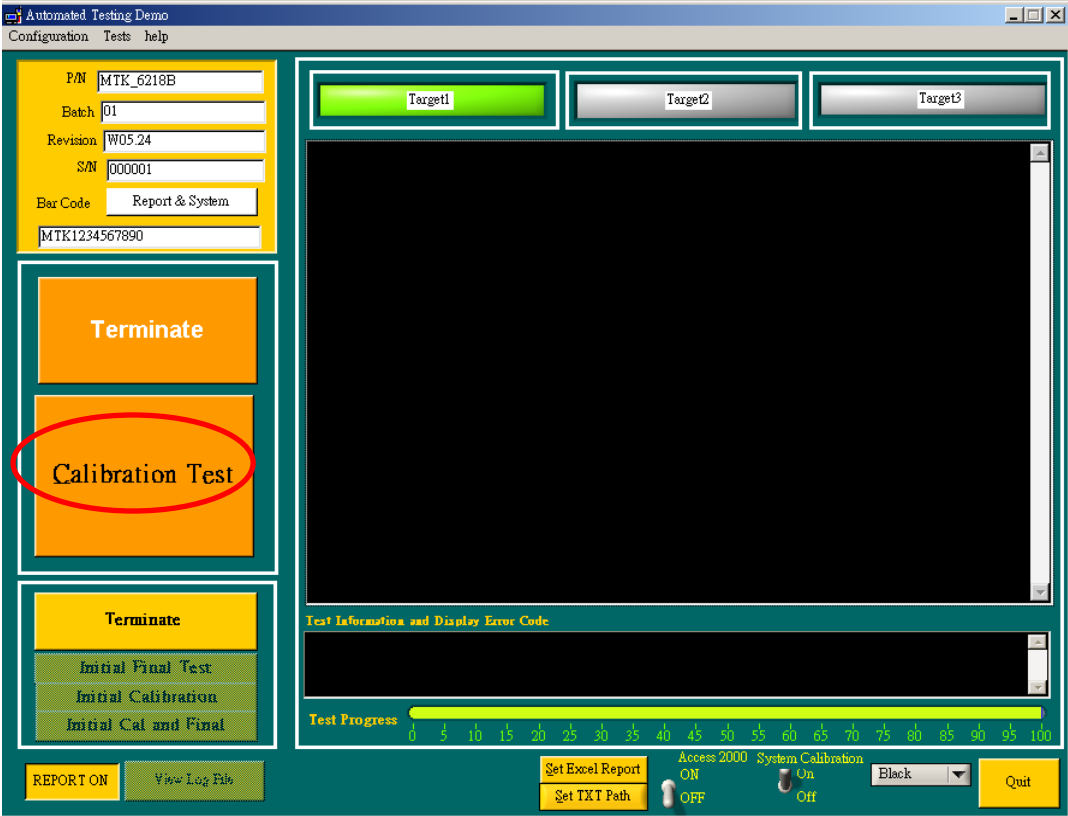 Automated Testing Demo
Configuration Tests help
P/N MTK_6218B
Batch 01
Revision W05.24
S/N 000001
Bar Code Report & System
MTK1234567890
Terminate
Calibration Test
Terminate
Initial Final Test
Initial Calibration
Initial Cal and Final
REPORT ON View Log File
Target1 Target2 Target3
Test Information and Display Error Code
Test Progress
0 5 10 15 20 25 30 35 40 45 50 55 60 65 70 75 80 85 90 95 100
Set Excel Report
Set TXT Path
Access 2000
ON
OFF
System Calibration
On
Off
Black
Quit